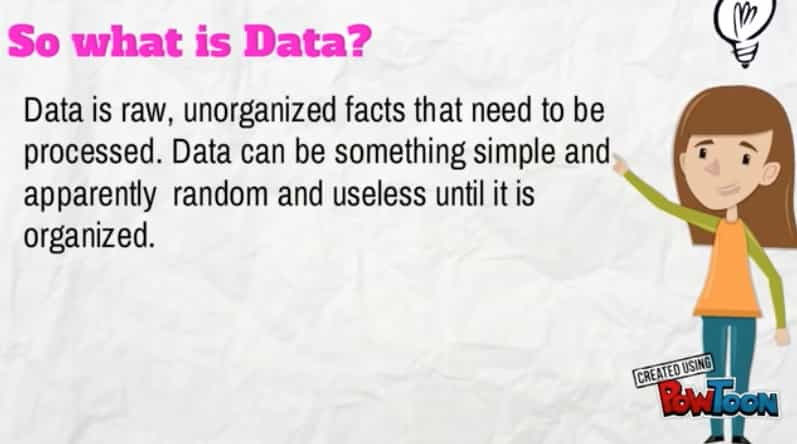 So what is Data?
Data is raw, unorganized facts that need to be
processed. Data can be something simple and
apparently  random and useless until it is
organized.
CREATED USING
POWTOON